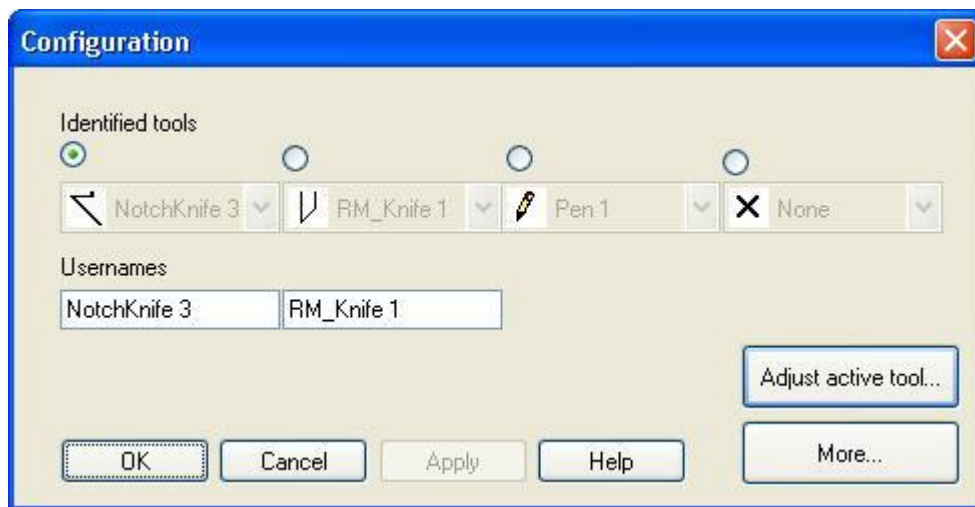 Configuration
Identified tools
NotchKnife 3 RM_Knife 1 Pen 1 None
Usernames
NotchKnife 3 RM_Knife 1
Adjust active tool...
OK Cancel Apply Help More...